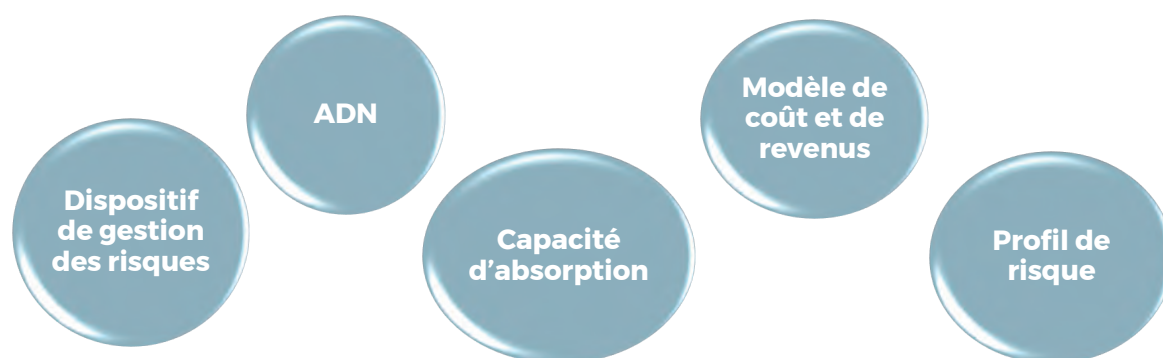 Dispositif
de gestion
des risques
ADN
Capacité
d’absorption
Modèle de
coût et de
revenus
Profil de
risque